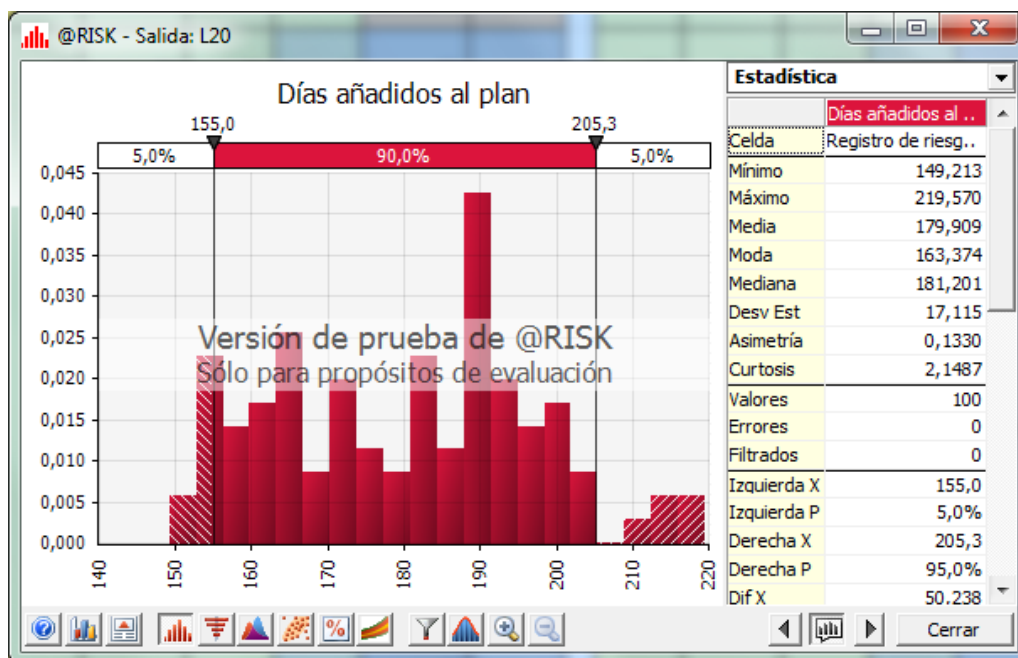 @RISK - Salida: L20
Días añadidos al plan
155,0 205,3
5,0% 90,0% 5,0%
0,045
0,040
0,035
0,030
0,025
0,020
0,015
0,010
0,005
0,000
140 150 160 170 180 190 200 210 220
Versión de prueba de @RISK
Sólo para propósitos de evaluación
Estadística
Días añadidos al ..
Celda Registro de riesg..
Mínimo 149,213
Máximo 219,570
Media 179,909
Moda 163,374
Mediana 181,201
Desv Est 17,115
Asimetría 0,1330
Curtosis 2,1487
Valores 100
Errores 0
Filtrados 0
Izquierda X 155,0
Izquierda P 5,0%
Derecha X 205,3
Derecha P 95,0%
Dif X 50,238
Cerrar